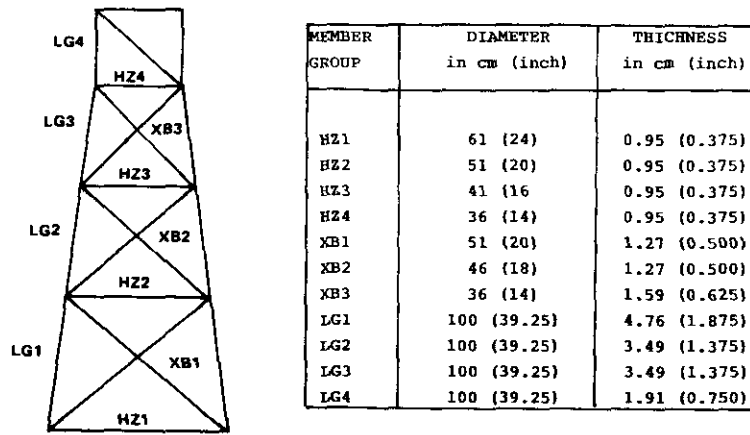 LG4
HZ4
LG3
XB3
HZ3
LG2
XB2
HZ2
LG1
XB1
HZ1
MEMBER GROUP DIAMETER in cm (inch) THICHNESS in cm (inch)
HZ1 61 (24) 0.95 (0.375)
HZ2 51 (20) 0.95 (0.375)
HZ3 41 (16 0.95 (0.375)
HZ4 36 (14) 0.95 (0.375)
XB1 51 (20) 1.27 (0.500)
XB2 46 (18) 1.27 (0.500)
XB3 36 (14) 1.59 (0.625)
LG1 100 (39.25) 4.76 (1.875)
LG2 100 (39.25) 3.49 (1.375)
LG3 100 (39.25) 3.49 (1.375)
LG4 100 (39.25) 1.91 (0.750)